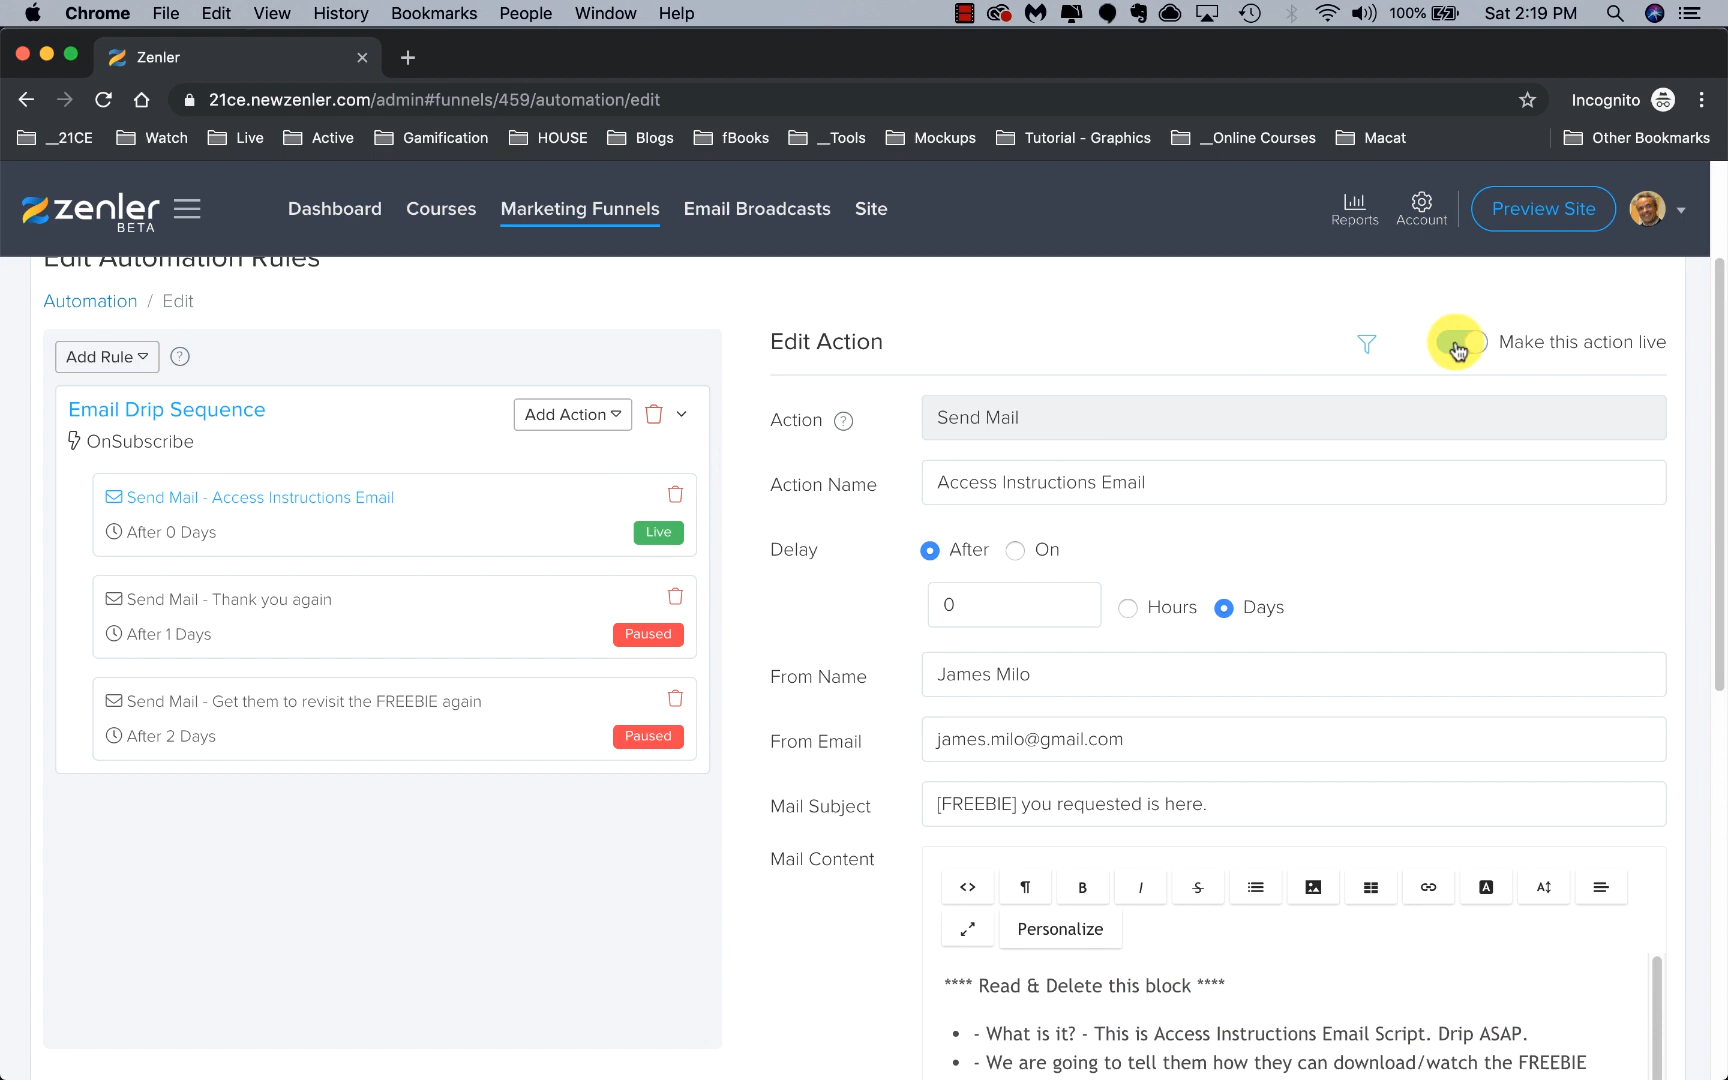 Chrome File Edit View History Bookmarks People Window Help 100% Sat 2:19 PM
Zenler
21ce.newzenler.com/admin#funnels/459/automation/edit Incognito
__21CE Watch Live Active Gamification HOUSE Blogs fBooks __Tools Mockups Tutorial - Graphics __Online Courses Macat Other Bookmarks
zenler
BETA
Dashboard Courses Marketing Funnels Email Broadcasts Site Reports Account Preview Site
Edit Automation Rules
Automation / Edit
Add Rule ?
Email Drip Sequence Add Action
OnSubscribe
Send Mail - Access Instructions Email
After 0 Days Live
Send Mail - Thank you again
After 1 Days Paused
Send Mail - Get them to revisit the FREEBIE again
After 2 Days Paused
Edit Action Make this action live
Action ? Send Mail
Action Name Access Instructions Email
Delay After On
0 Hours Days
From Name James Milo
From Email james.milo@gmail.com
Mail Subject [FREEBIE] you requested is here.
Mail Content
<> ¶ B I S A A
Personalize
**** Read & Delete this block ****
• - What is it? - This is Access Instructions Email Script. Drip ASAP.
• - We are going to tell them how they can download/watch the FREEBIE